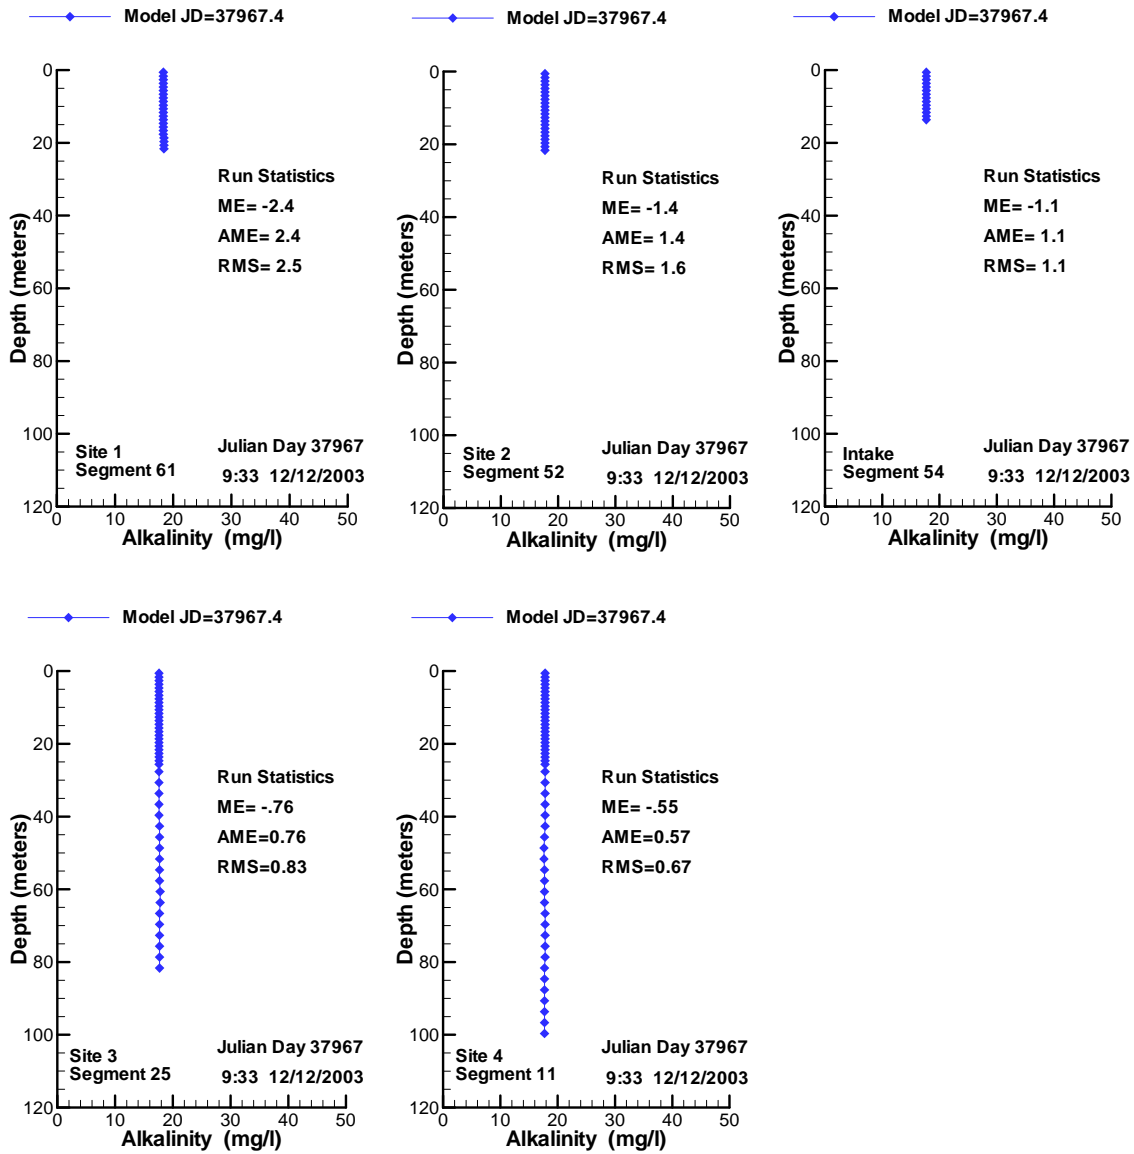 Model JD=37967.4
0
20
40
60
80
100
120
Depth (meters)
Run Statistics
ME= -2.4
AME= 2.4
RMS= 2.5
Site 1
Segment 61
Julian Day 37967
9:33 12/12/2003
0 10 20 30 40 50
Alkalinity (mg/l)
Model JD=37967.4
0
20
40
60
80
100
120
Depth (meters)
Run Statistics
ME= -1.4
AME= 1.4
RMS= 1.6
Site 2
Segment 52
Julian Day 37967
9:33 12/12/2003
0 10 20 30 40 50
Alkalinity (mg/l)
Model JD=37967.4
0
20
40
60
80
100
120
Depth (meters)
Run Statistics
ME= -1.1
AME= 1.1
RMS= 1.1
Intake
Segment 54
Julian Day 37967
9:33 12/12/2003
0 10 20 30 40 50
Alkalinity (mg/l)
Model JD=37967.4
0
20
40
60
80
100
120
Depth (meters)
Run Statistics
ME= -.76
AME=0.76
RMS=0.83
Site 3
Segment 25
Julian Day 37967
9:33 12/12/2003
0 10 20 30 40 50
Alkalinity (mg/l)
Model JD=37967.4
0
20
40
60
80
100
120
Depth (meters)
Run Statistics
ME= -.55
AME=0.57
RMS=0.67
Site 4
Segment 11
Julian Day 37967
9:33 12/12/2003
0 10 20 30 40 50
Alkalinity (mg/l)